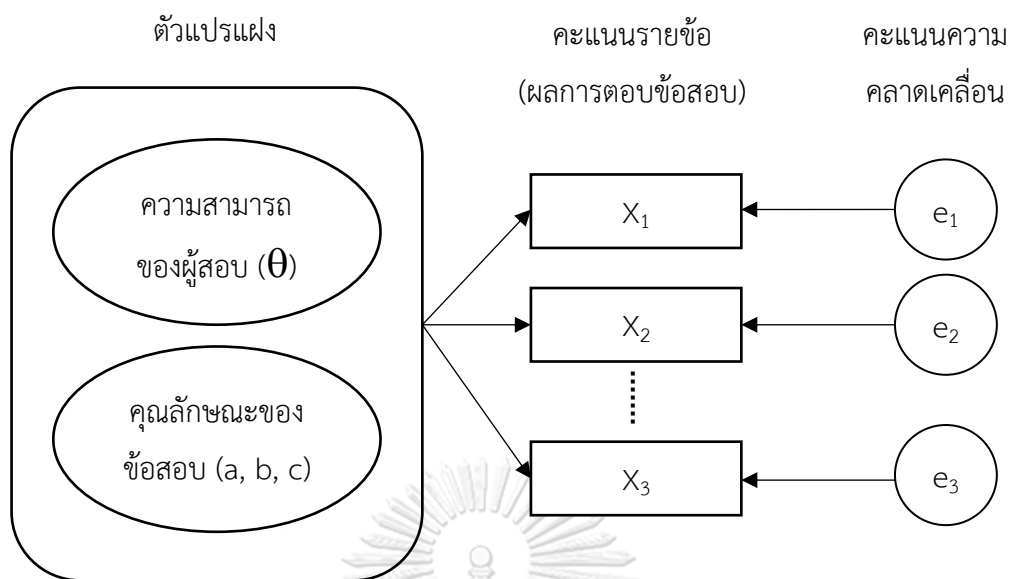 ตัวแปรแฝง
คะแนนรายข้อ
(ผลการตอบข้อสอบ)
คะแนนความ
คลาดเคลื่อน
ความสามารถ
ของผู้สอบ (θ)
คุณลักษณะของ
ข้อสอบ (a, b, c)
X₁
e₁
X₂
e₂
X₃
e₃